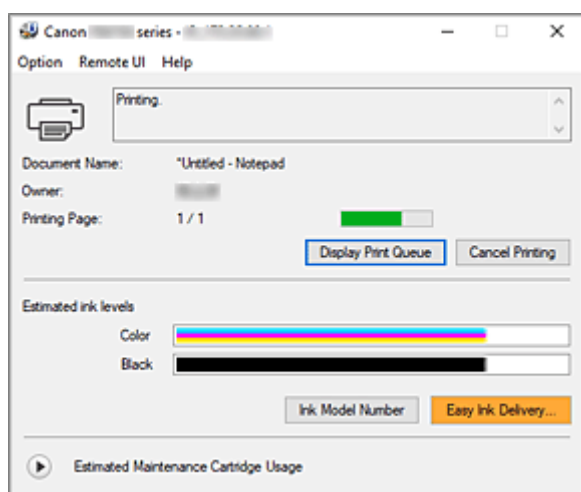 Canon series -
Option Remote UI Help
Printing.
Document Name: "Untitled - Notepad
Owner:
Printing Page: 1 / 1
Display Print Queue Cancel Printing
Estimated ink levels
Color
Black
Ink Model Number Easy Ink Delivery...
Estimated Maintenance Cartridge Usage